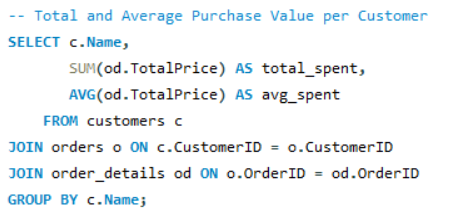 -- Total and Average Purchase Value per Customer
SELECT c.Name,
SUM(od.TotalPrice) AS total_spent,
AVG(od.TotalPrice) AS avg_spent
FROM customers c
JOIN orders o ON c.CustomerID = o.CustomerID
JOIN order_details od ON o.OrderID = od.OrderID
GROUP BY c.Name;